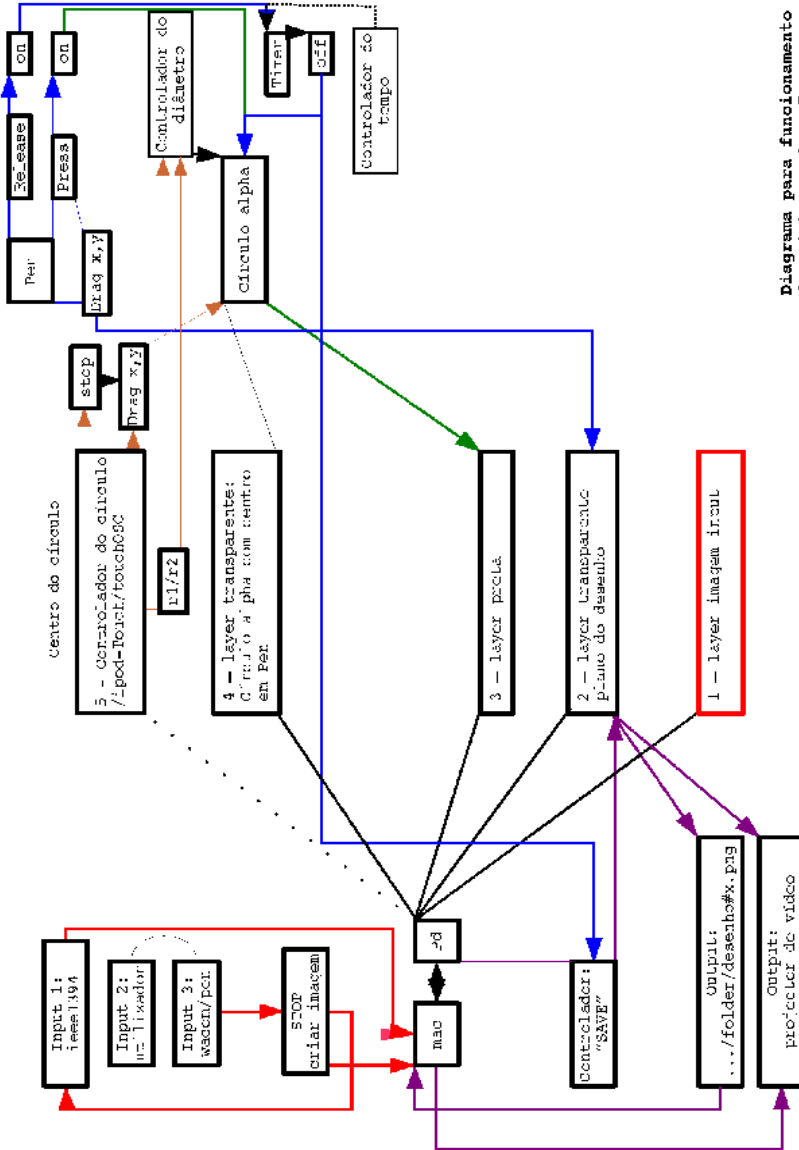 Input 1:
ieee1394
Input 2:
utilizador
Input 3:
wacom/pen
STOP
criar imagem
mac
Pd
Controlador:
"SAVE"
Output:
.../folder/desenho#x.png
Output:
projector de vídeo
Centro do círculo
5 - Controlador do círculo
/ipod-Touch/touchOSC
r1/r2
4 - layer transparente:
Círculo alpha com centro
em Pen
3 - layer preta
2 - layer transparente
plano do desenho
1 - layer imagem input
stop
Drag x,y
Pen
Release
Press
Drag x,y
on
on
Controlador do
diâmetro
Círculo alpha
Timer
off
Controlador do
tempo
Diagrama para funcionamento